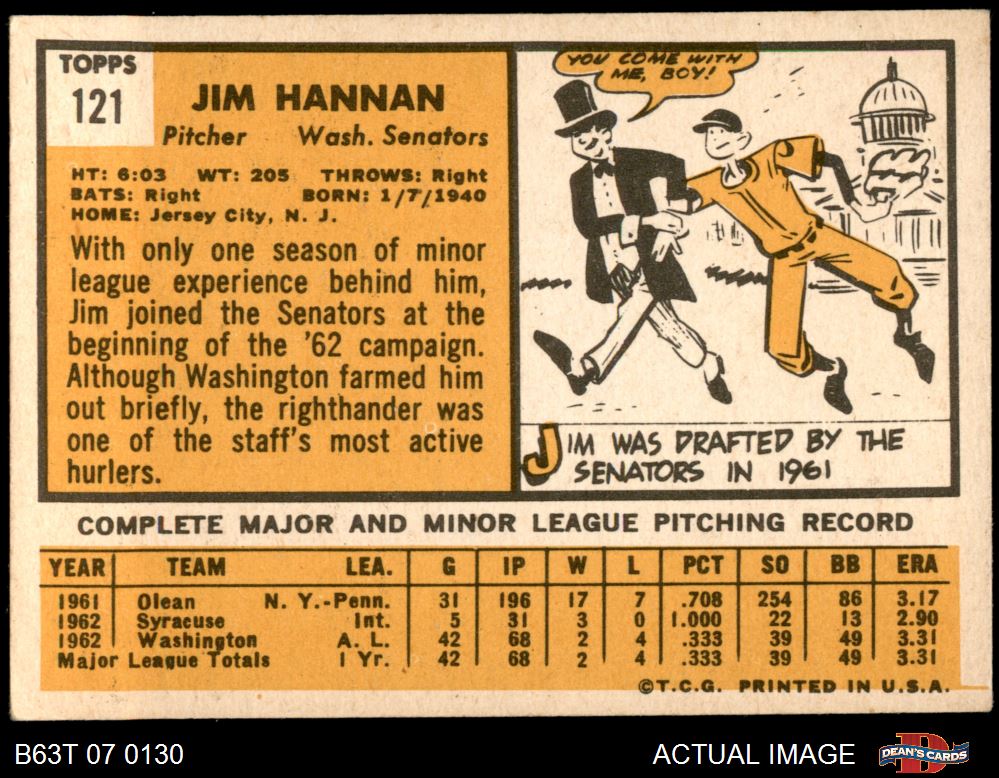 TOPPS
121
JIM HANNAN
Pitcher Wash. Senators
HT: 6:03 WT: 205 THROWS: Right
BATS: Right BORN: 1/7/1940
HOME: Jersey City, N. J.
With only one season of minor
league experience behind him,
Jim joined the Senators at the
beginning of the '62 campaign.
Although Washington farmed him
out briefly, the righthander was
one of the staff's most active
hurlers.
YOU COME WITH
ME, BOY!
JIM WAS DRAFTED BY THE
SENATORS IN 1961
COMPLETE MAJOR AND MINOR LEAGUE PITCHING RECORD
YEAR TEAM LEA. G IP W L PCT SO BB ERA
1961 Olean N. Y.-Penn. 31 196 17 7 .708 254 86 3.17
1962 Syracuse Int. 5 31 3 0 1.000 22 13 2.90
1962 Washington A. L. 42 68 2 4 .333 39 49 3.31
Major League Totals 1 Yr. 42 68 2 4 .333 39 49 3.31
©T.C.G. PRINTED IN U.S.A.
B63T 07 0130 ACTUAL IMAGE
D
DEAN'S CARDS